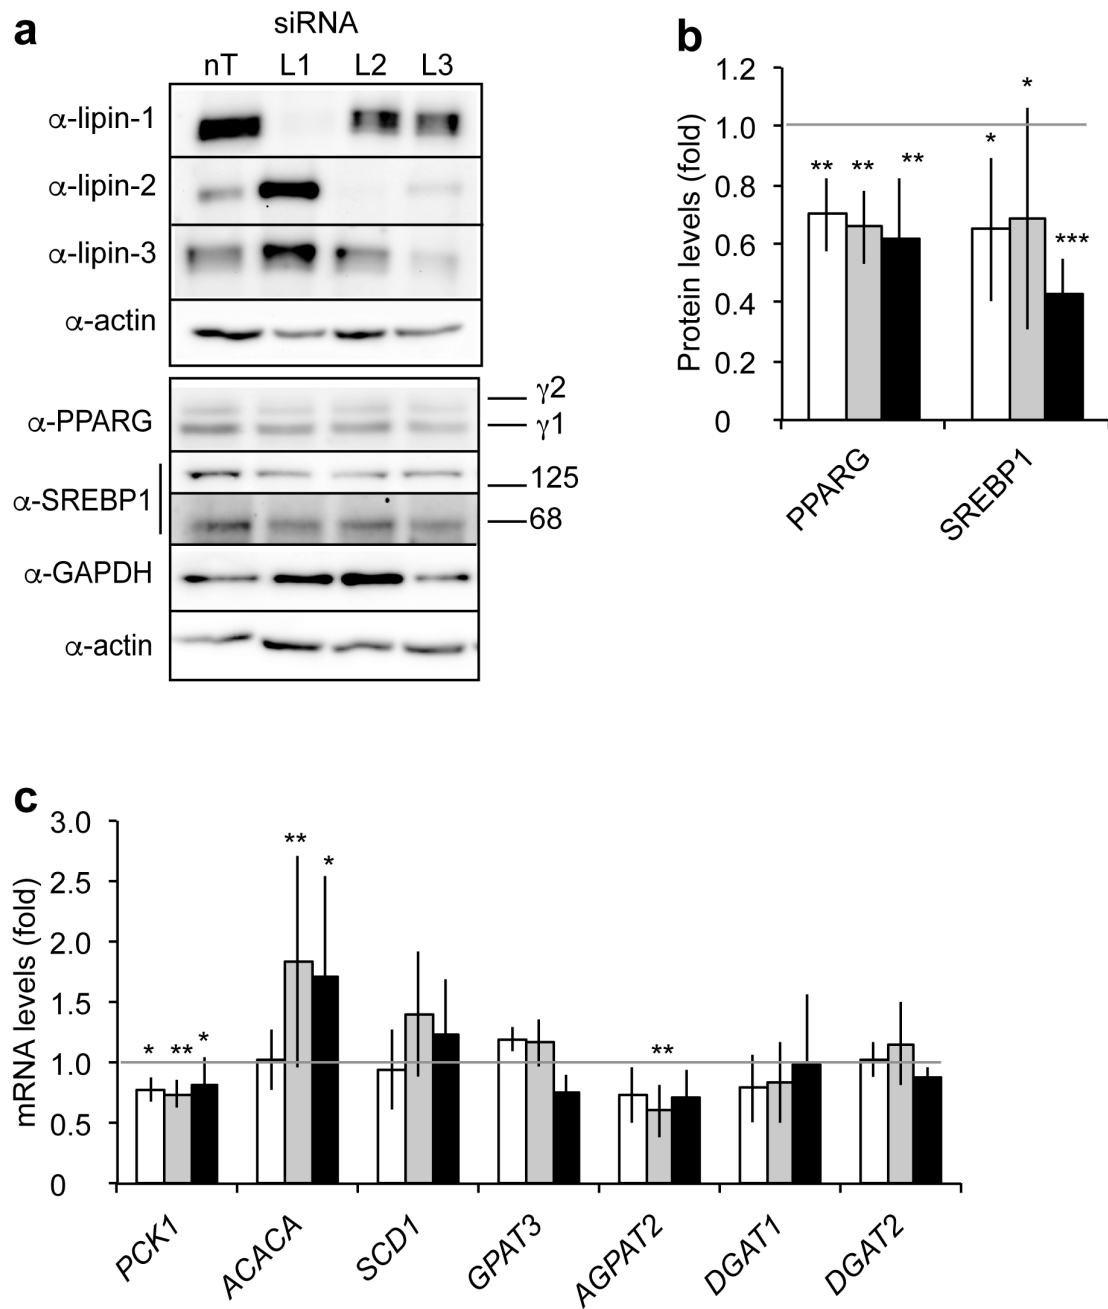 a
siRNA
nT L1 L2 L3
α-lipin-1
α-lipin-2
α-lipin-3
α-actin
α-PPARG
γ2
γ1
α-SREBP1
125
68
α-GAPDH
α-actin
b
Protein levels (fold)
1.2
1.0
0.8
0.6
0.4
0.2
0
** ** **
* * ***
PPARG SREBP1
c
mRNA levels (fold)
3.0
2.5
2.0
1.5
1.0
0.5
0
* ** *
** *
**
PCK1 ACACA SCD1 GPAT3 AGPAT2 DGAT1 DGAT2